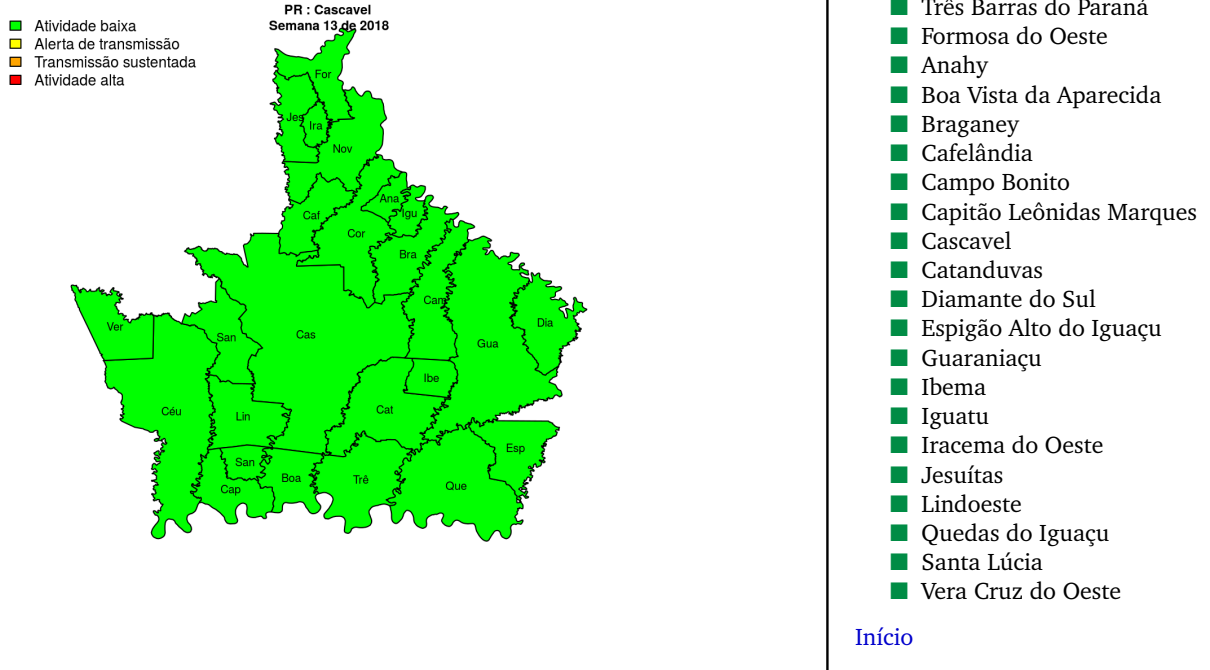 PR : Cascavel
Semana 13 de 2018
Atividade baixa
Alerta de transmissão
Transmissão sustentada
Atividade alta
For
Jes
Ira
Nov
Ana
Igu
Caf
Cor
Bra
Cam
Ver
San
Cas
Dia
Gua
Ibe
Céu
Lin
Cat
Esp
San
Cap
Boa
Trê
Que
Três Barras do Paraná
Formosa do Oeste
Anahy
Boa Vista da Aparecida
Braganey
Cafelândia
Campo Bonito
Capitão Leônidas Marques
Cascavel
Catanduvas
Diamante do Sul
Espigão Alto do Iguaçu
Guaraniaçu
Ibema
Iguatu
Iracema do Oeste
Jesuítas
Lindoeste
Quedas do Iguaçu
Santa Lúcia
Vera Cruz do Oeste
Início